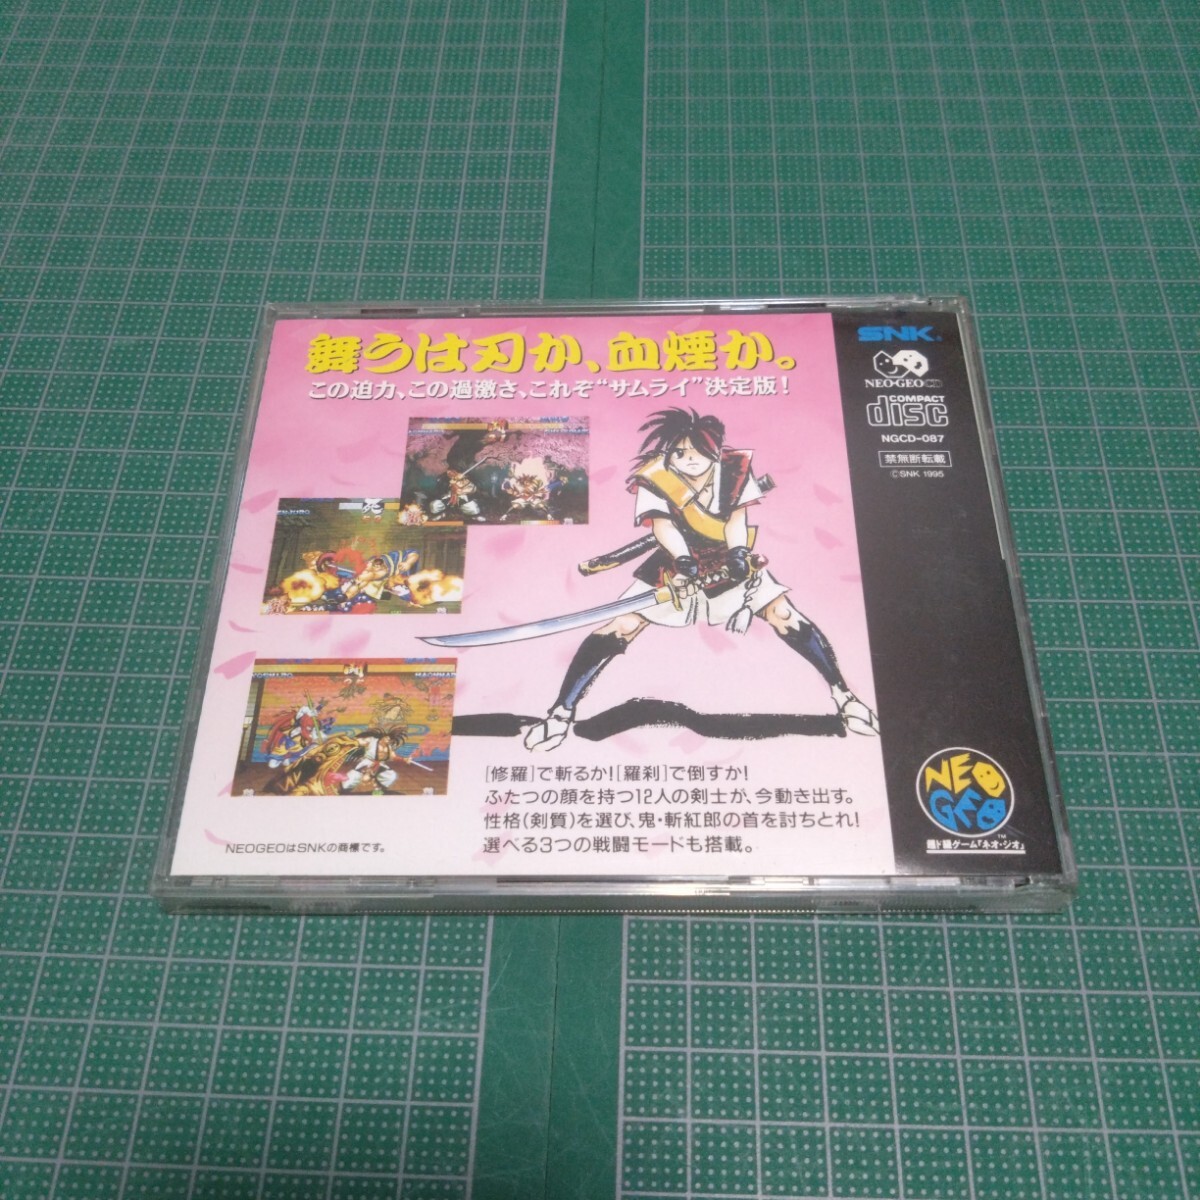 舞うは刃か、血煙か。
この迫力、この過激さ、これぞ“サムライ”決定版！
SNK
NEO・GEO CD
COMPACT
disc
NGCD-087
禁無断転載
©SNK 1995
[修羅]で斬るか！[羅刹]で倒すか！
ふたつの顔を持つ12人の剣士が、今動き出す。
性格（剣質）を選び、鬼・斬紅郎の首を討ちとれ！
選べる3つの戦闘モードも搭載。
NEOGEOはSNKの商標です。
NEO
GEO
TM
超ド級ゲーム「ネオ・ジオ」